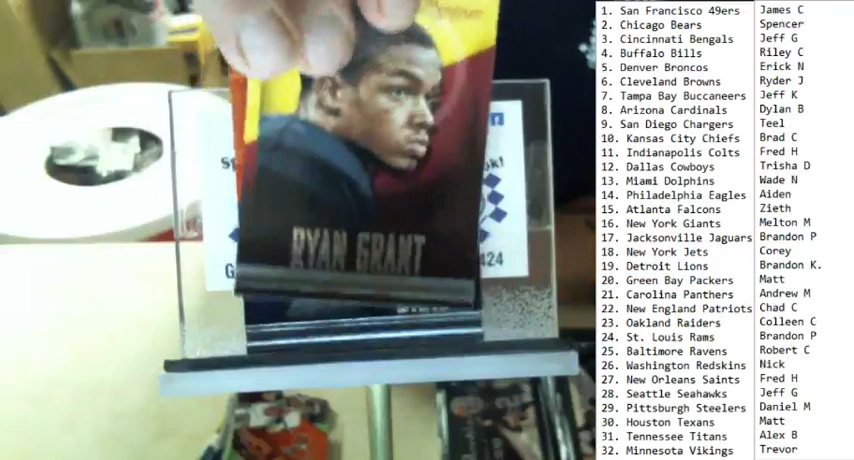 RYAN GRANT
424
1. San Francisco 49ers James C
2. Chicago Bears Spencer
3. Cincinnati Bengals Jeff G
4. Buffalo Bills Riley C
5. Denver Broncos Erick N
6. Cleveland Browns Ryder J
7. Tampa Bay Buccaneers Jeff K
8. Arizona Cardinals Dylan B
9. San Diego Chargers Teel
10. Kansas City Chiefs Brad C
11. Indianapolis Colts Fred H
12. Dallas Cowboys Trisha D
13. Miami Dolphins Wade N
14. Philadelphia Eagles Aiden
15. Atlanta Falcons Zieth
16. New York Giants Melton M
17. Jacksonville Jaguars Brandon P
18. New York Jets Corey
19. Detroit Lions Brandon K.
20. Green Bay Packers Matt
21. Carolina Panthers Andrew M
22. New England Patriots Chad C
23. Oakland Raiders Colleen C
24. St. Louis Rams Brandon P
25. Baltimore Ravens Robert C
26. Washington Redskins Nick
27. New Orleans Saints Fred H
28. Seattle Seahawks Jeff G
29. Pittsburgh Steelers Daniel M
30. Houston Texans Matt
31. Tennessee Titans Alex B
32. Minnesota Vikings Trevor